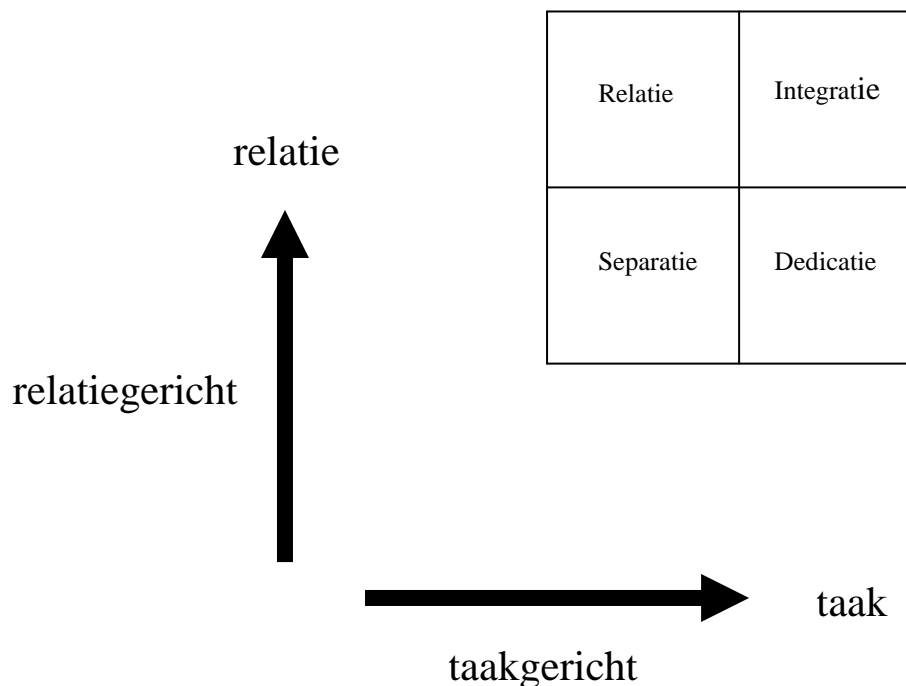 Relatie
Integratie
relatie
Separatie
Dedicatie
relatiegericht
taak
taakgericht